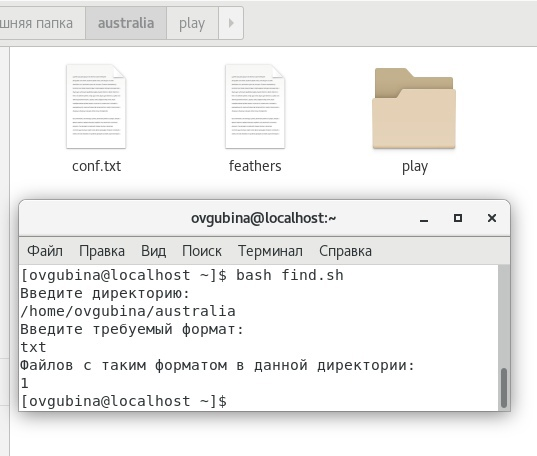 шняя папка australia play
conf.txt feathers play
ovgubina@localhost:~
Файл Правка Вид Поиск Терминал Справка
[ovgubina@localhost ~]$ bash find.sh
Введите директорию:
/home/ovgubina/australia
Введите требуемый формат:
txt
Файлов с таким форматом в данной директории:
1
[ovgubina@localhost ~]$